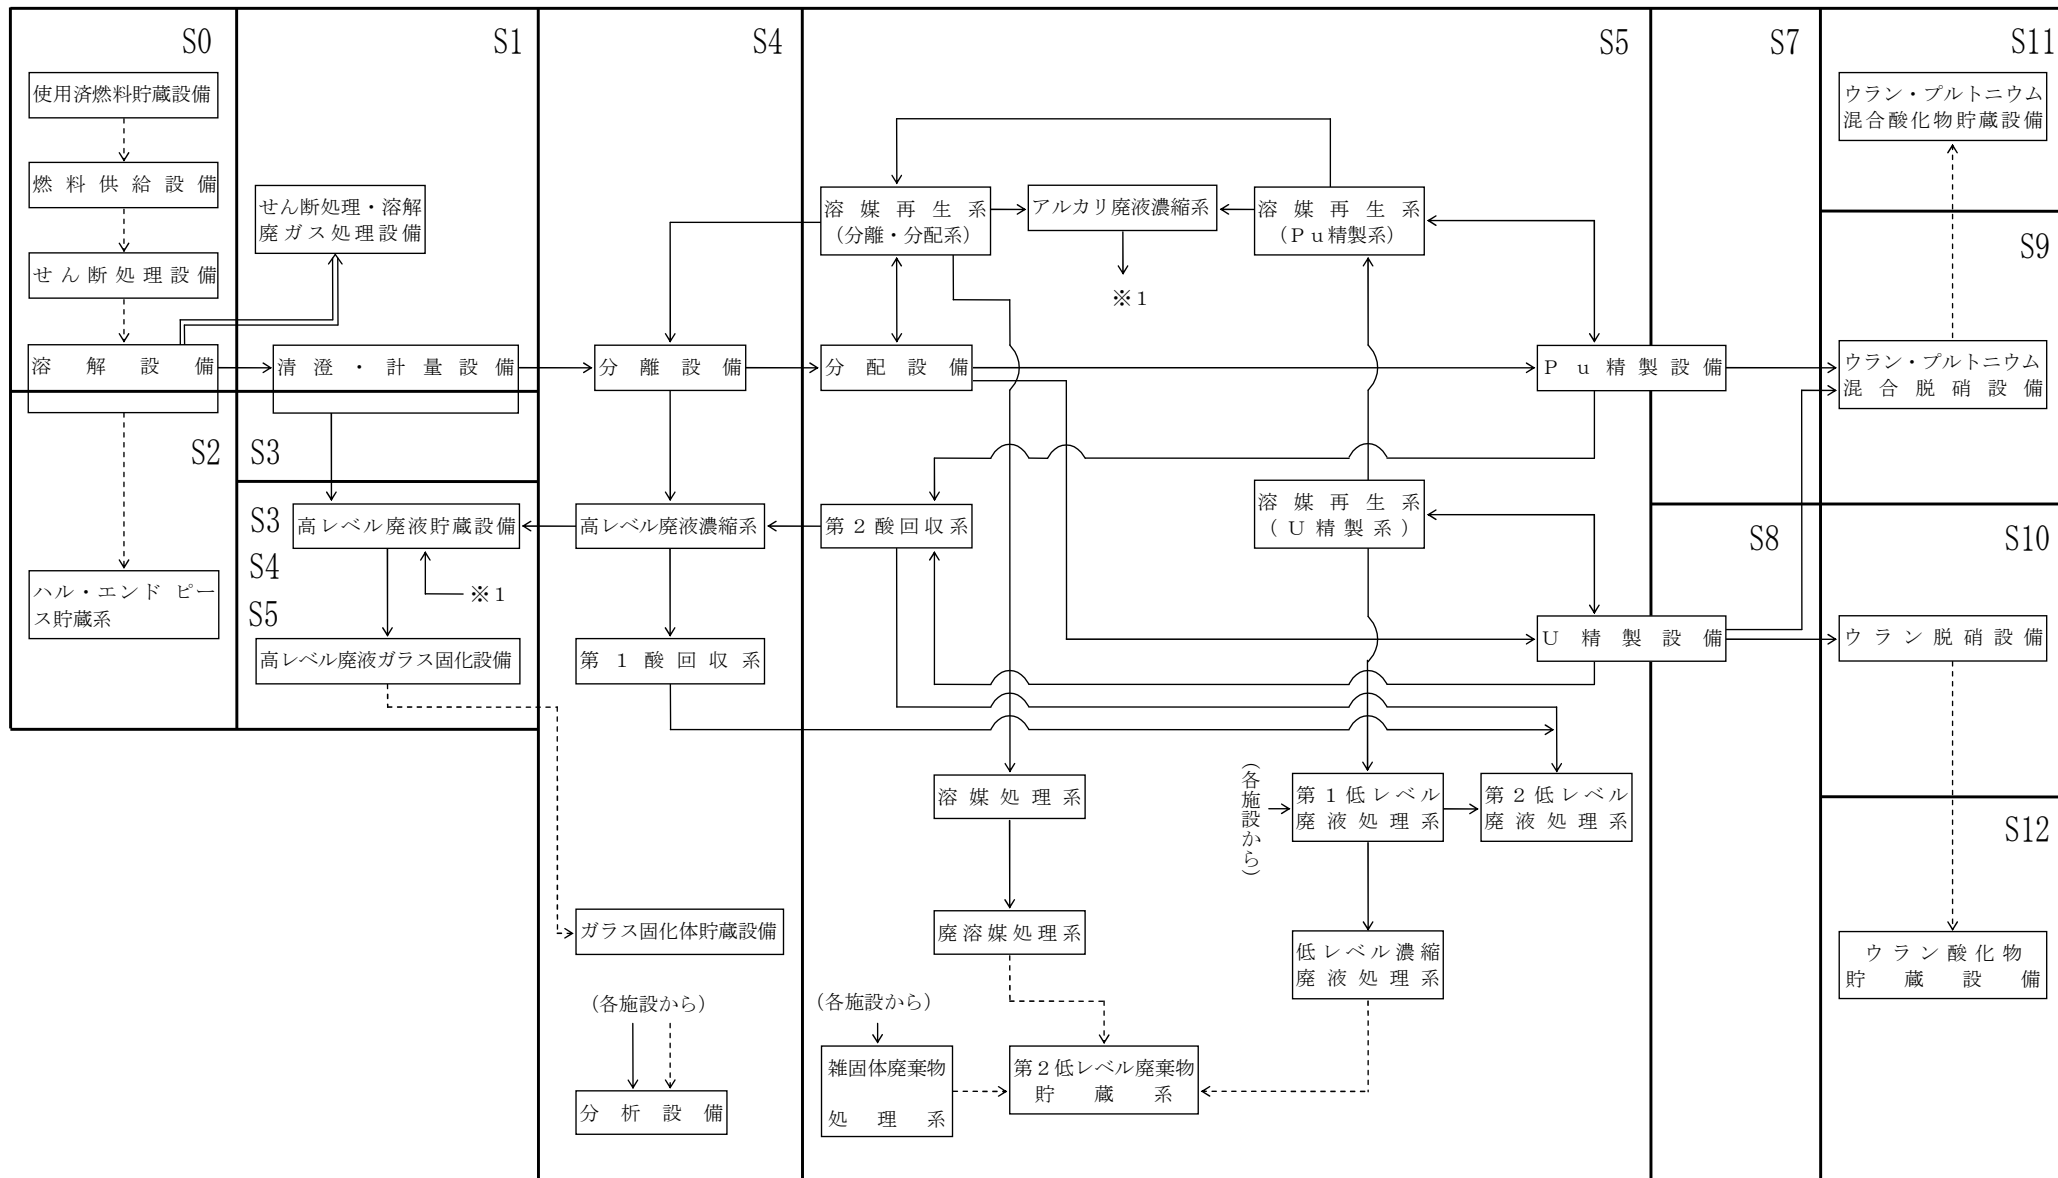 S0
S1
S4
S5
S7
S11
使用済燃料貯蔵設備
燃料供給設備
せん断処理設備
溶解設備
せん断処理・溶解
廃ガス処理設備
清澄・計量設備
分離設備
溶媒再生系
(分離・分配系)
アルカリ廃液濃縮系
※1
溶媒再生系
(Pu精製系)
分配設備
Pu精製設備
ウラン・プルトニウム
混合酸化物貯蔵設備
S9
ウラン・プルトニウム
混合脱硝設備
S2
S3
S3
S4
S5
ハル・エンド ピー
ス貯蔵系
高レベル廃液貯蔵設備
※1
高レベル廃液ガラス固化設備
高レベル廃液濃縮系
第1酸回収系
第2酸回収系
溶媒再生系
(U精製系)
U精製設備
S8
S10
ウラン脱硝設備
溶媒処理系
(各施設から)
第1低レベル
廃液処理系
第2低レベル
廃液処理系
S12
ガラス固化体貯蔵設備
廃溶媒処理系
低レベル濃縮
廃液処理系
ウラン酸化物
貯蔵設備
(各施設から)
分析設備
(各施設から)
雑固体廃棄物
処理系
第2低レベル廃棄物
貯蔵系